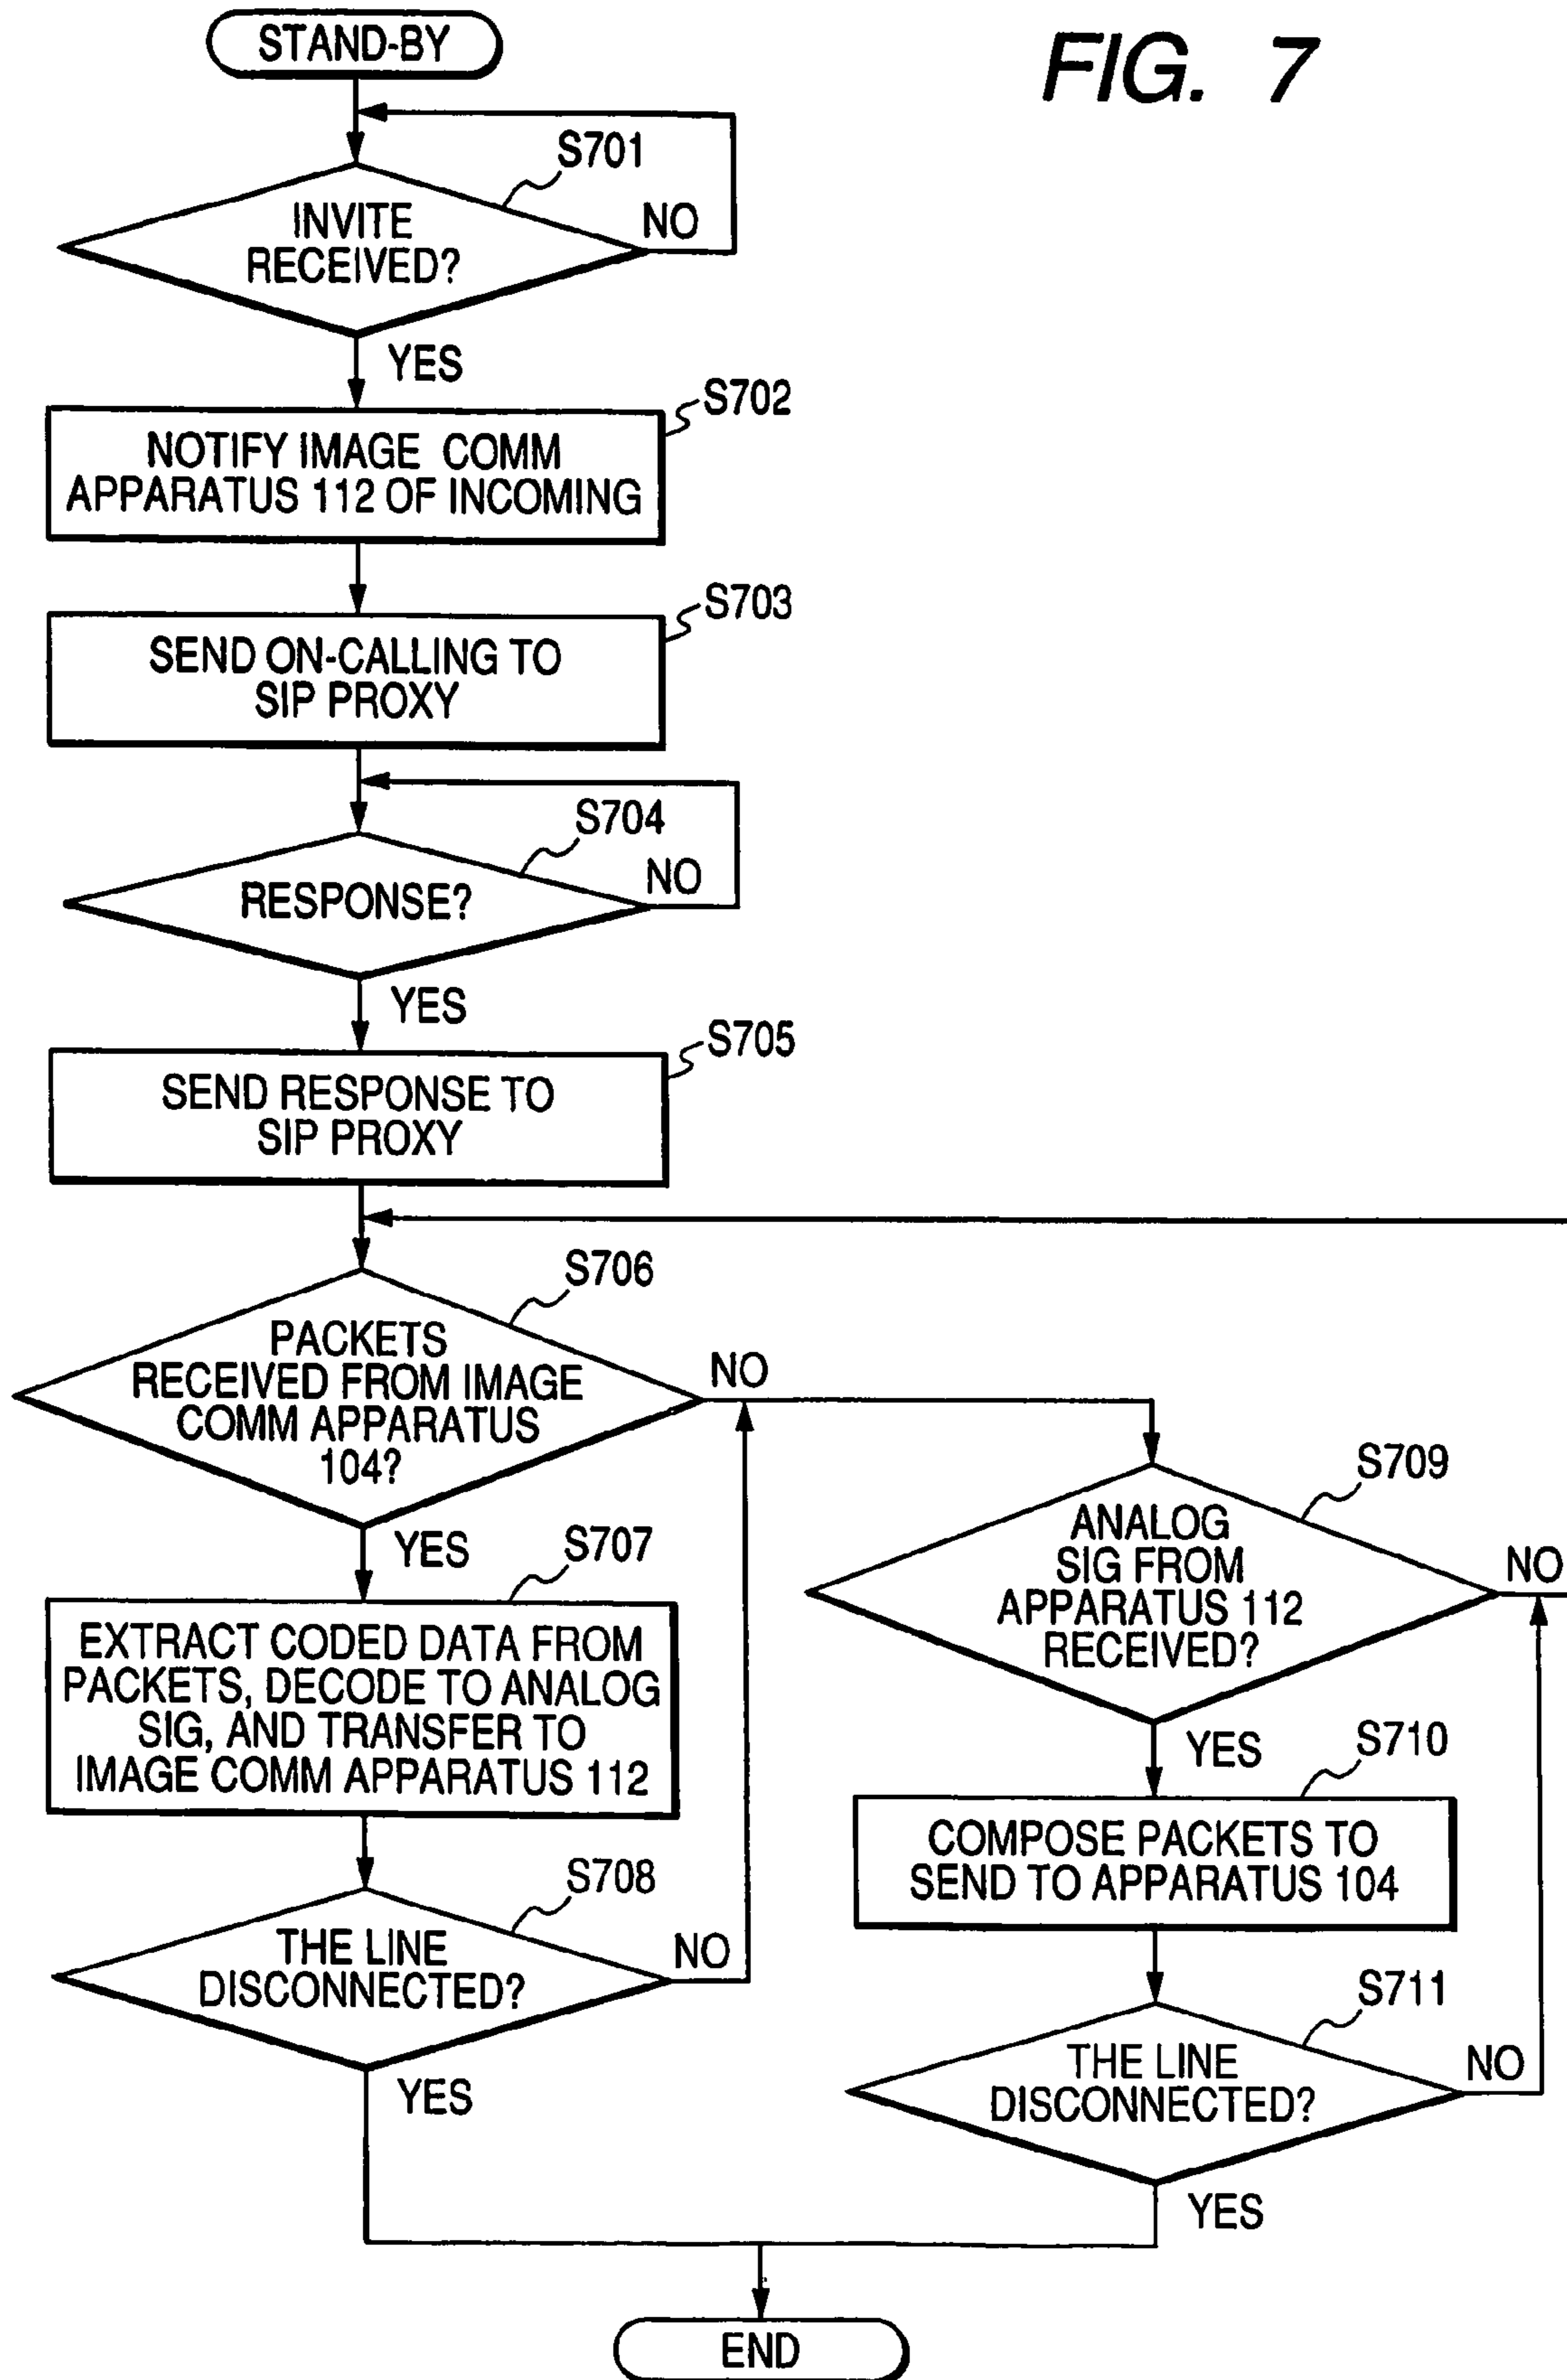 FIG. 7
STAND-BY
S701
INVITE
RECEIVED?
NO
YES
S702
NOTIFY IMAGE COMM
APPARATUS 112 OF INCOMING
S703
SEND ON-CALLING TO
SIP PROXY
S704
RESPONSE?
NO
YES
S705
SEND RESPONSE TO
SIP PROXY
S706
PACKETS
RECEIVED FROM IMAGE
COMM APPARATUS
104?
NO
YES
S707
EXTRACT CODED DATA FROM
PACKETS, DECODE TO ANALOG
SIG, AND TRANSFER TO
IMAGE COMM APPARATUS 112
S708
THE LINE
DISCONNECTED?
NO
YES
S709
ANALOG
SIG FROM
APPARATUS 112
RECEIVED?
NO
YES
S710
COMPOSE PACKETS TO
SEND TO APPARATUS 104
S711
THE LINE
DISCONNECTED?
NO
YES
END